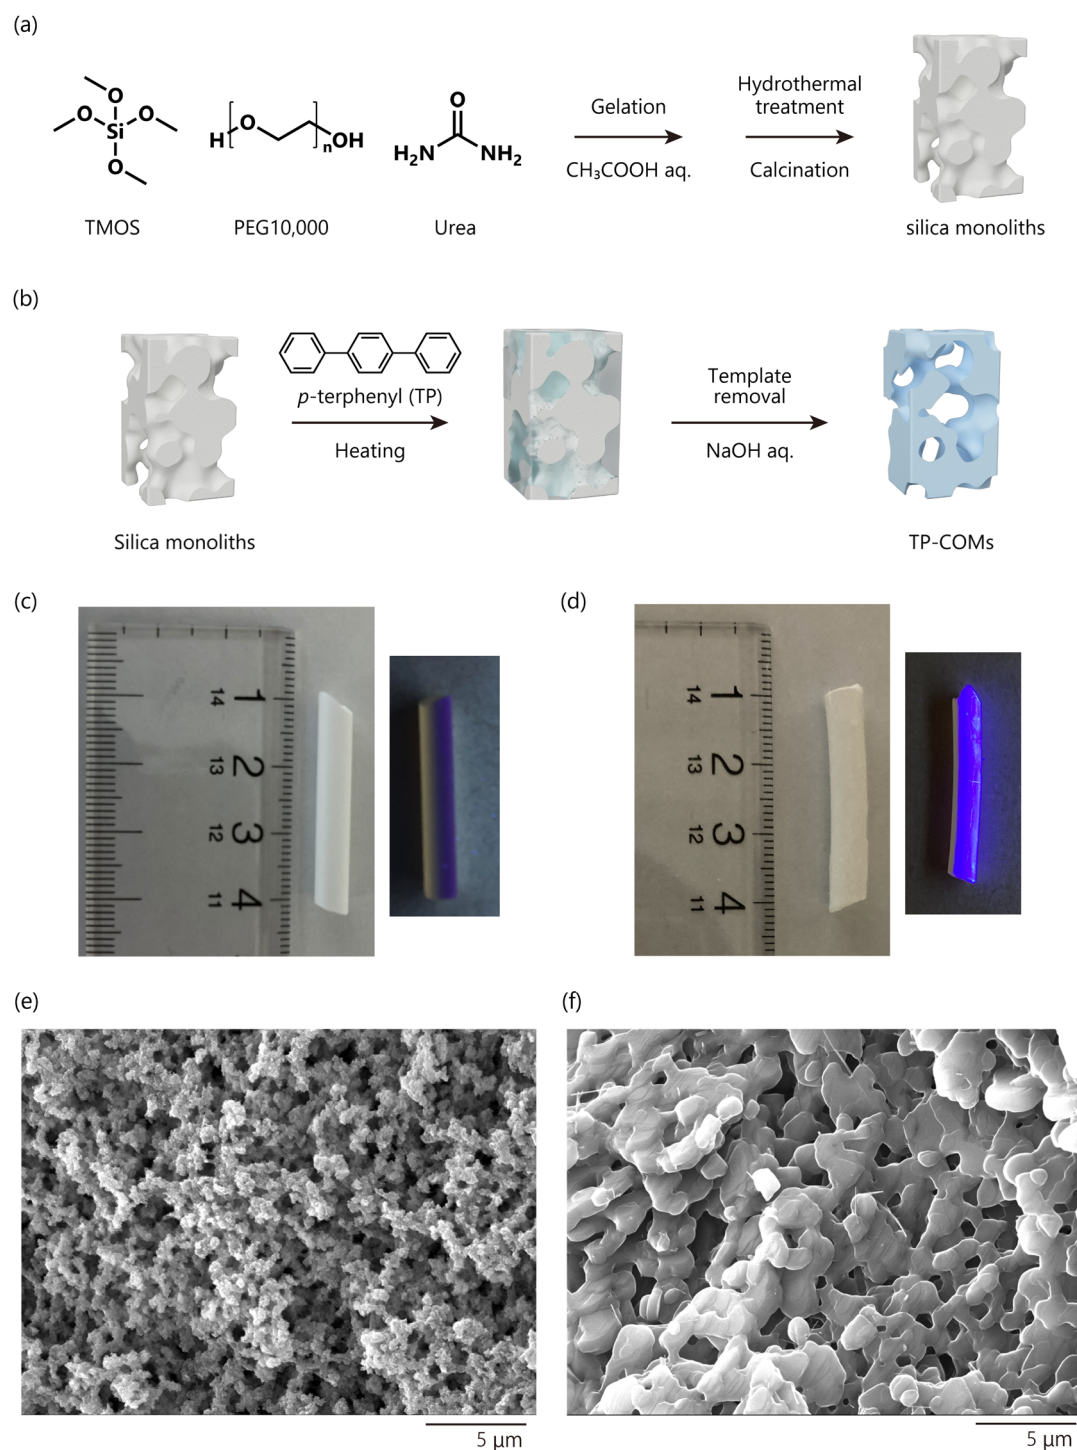 (a)
O
O Si O
O
TMOS
H [ O ]n OH
PEG10,000
O
H₂N NH₂
Urea
Gelation
CH₃COOH aq.
Hydrothermal
treatment
Calcination
silica monoliths
(b)
Silica monoliths
p-terphenyl (TP)
Heating
Template
removal
NaOH aq.
TP-COMs
(c)
14 1
13 2
12 3
11 4
(d)
14 1
13 2
12 3
11 4
(e)
5 μm
(f)
5 μm